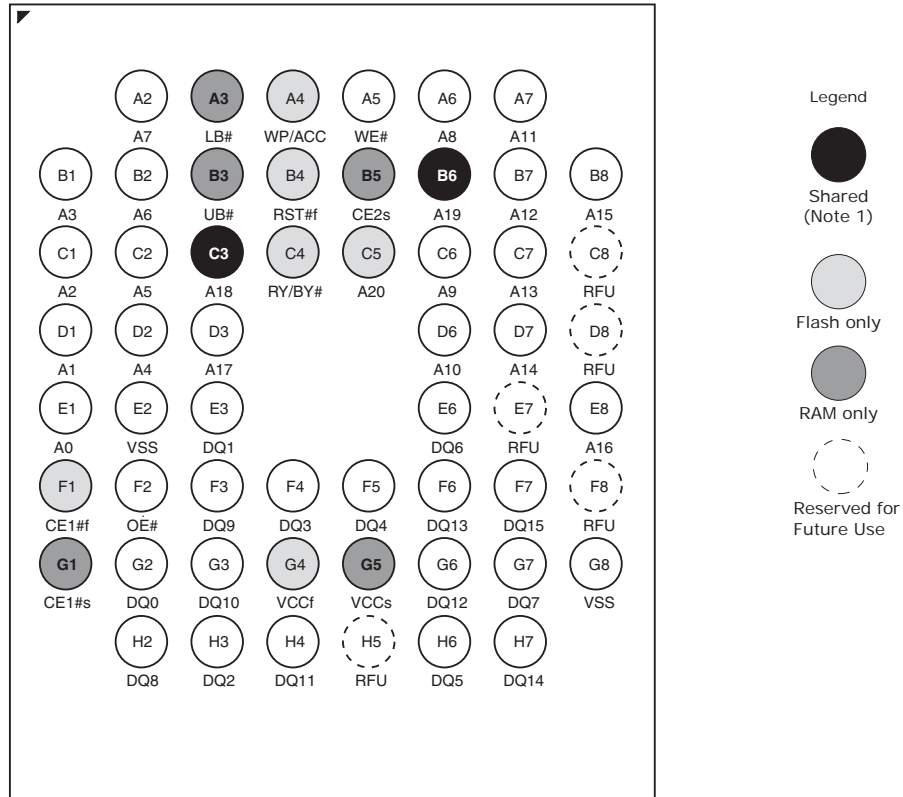 A2 A3 A4 A5 A6 A7
A7 LB# WP/ACC WE# A8 A11
B1 B2 B3 B4 B5 B6 B7 B8
A3 A6 UB# RST#f CE2s A19 A12 A15
C1 C2 C3 C4 C5 C6 C7 C8
A2 A5 A18 RY/BY# A20 A9 A13 RFU
D1 D2 D3 D6 D7 D8
A1 A4 A17 A10 A14 RFU
E1 E2 E3 E6 E7 E8
A0 VSS DQ1 DQ6 RFU A16
F1 F2 F3 F4 F5 F6 F7 F8
CE1#f OE# DQ9 DQ3 DQ4 DQ13 DQ15 RFU
G1 G2 G3 G4 G5 G6 G7 G8
CE1#s DQ0 DQ10 VCCf VCCs DQ12 DQ7 VSS
H2 H3 H4 H5 H6 H7
DQ8 DQ2 DQ11 RFU DQ5 DQ14
Legend
Shared
(Note 1)
Flash only
RAM only
Reserved for
Future Use